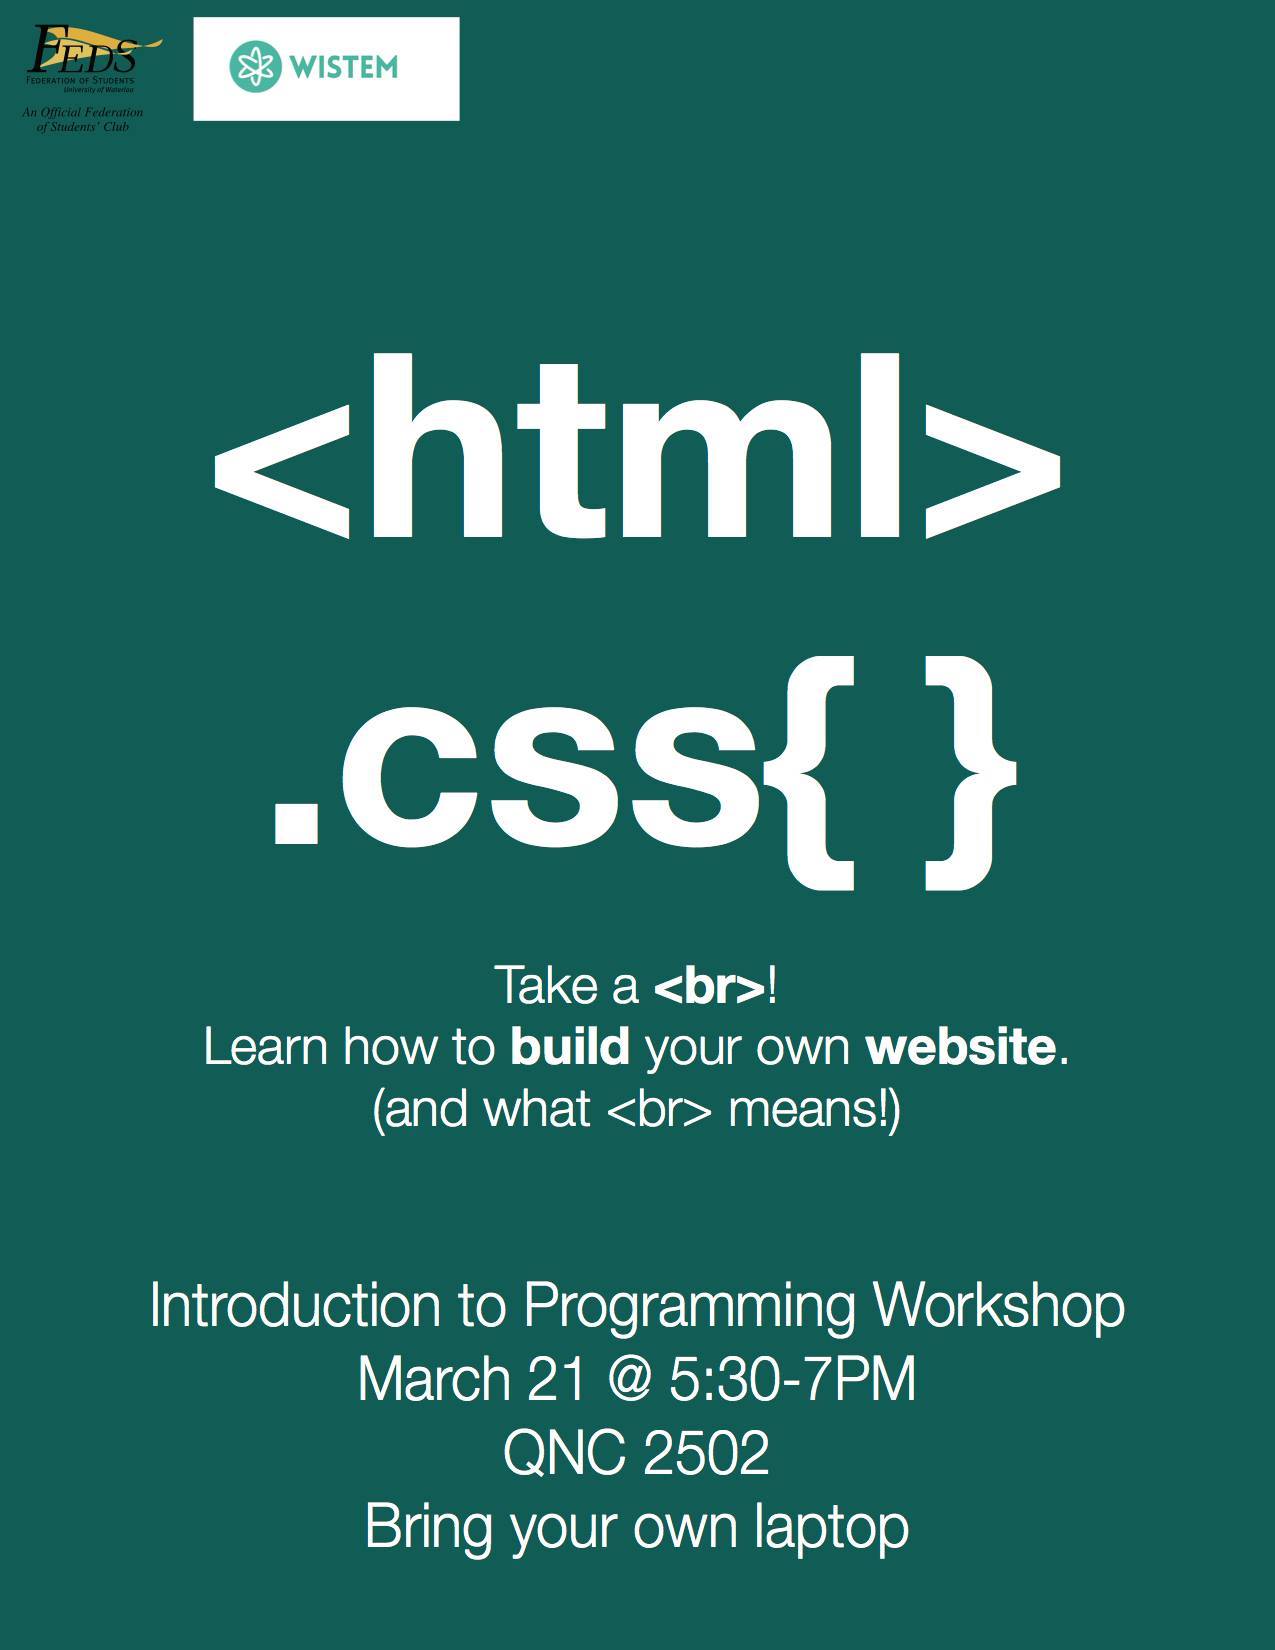 FEDS
FEDERATION OF STUDENTS
University of Waterloo
An Official Federation
of Students' Club
WISTEM
<html>
.css{ }
Take a <br>!
Learn how to build your own website.
(and what <br> means!)
Introduction to Programming Workshop
March 21 @ 5:30-7PM
QNC 2502
Bring your own laptop